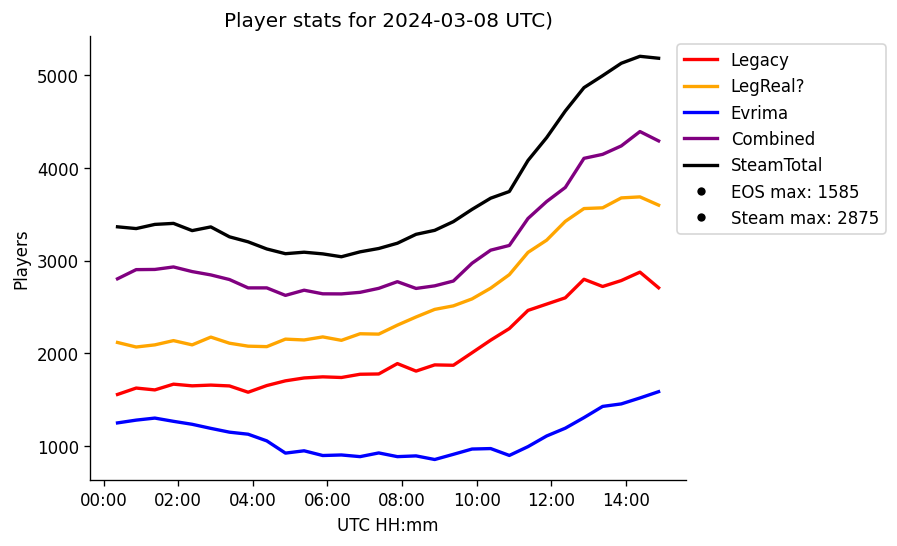 Player stats for 2024-03-08 UTC)
Players
5000
4000
3000
2000
1000
00:00 02:00 04:00 06:00 08:00 10:00 12:00 14:00
UTC HH:mm
Legacy
LegReal?
Evrima
Combined
SteamTotal
EOS max: 1585
Steam max: 2875